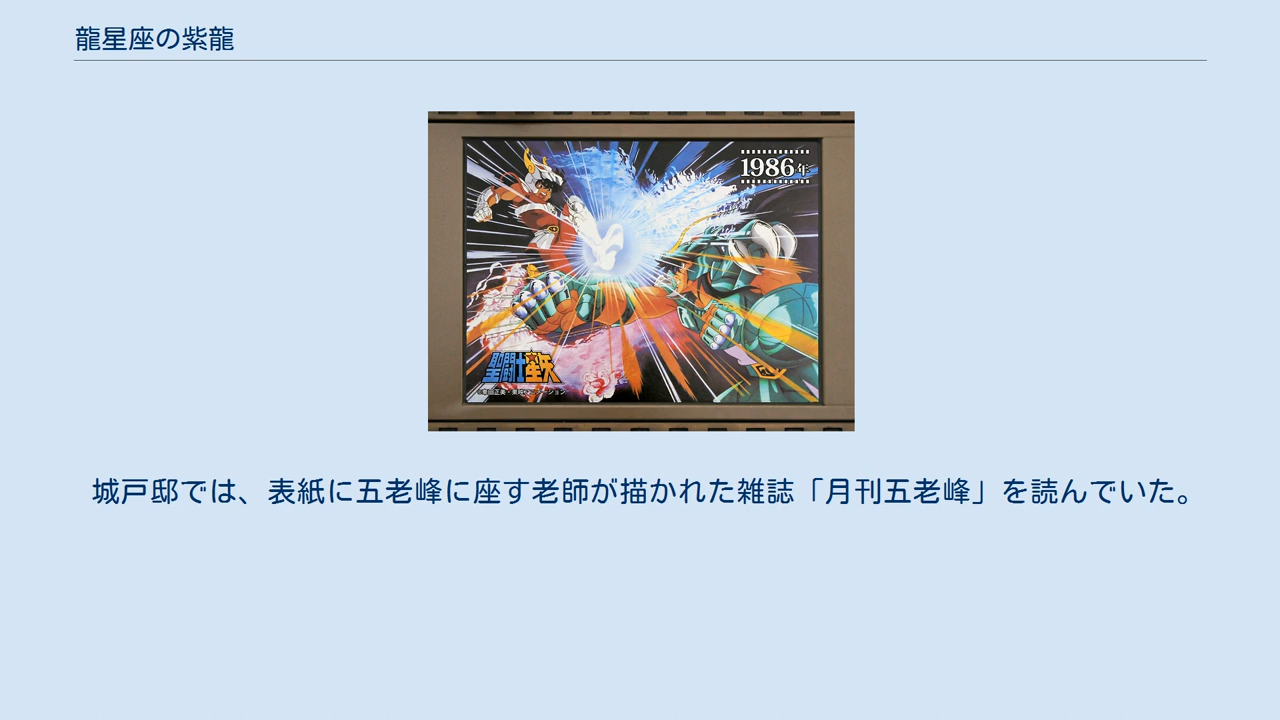 龍星座の紫龍
1986年
聖闘士星矢
城戸邸では、表紙に五老峰に座す老師が描かれた雑誌「月刊五老峰」を読んでいた。